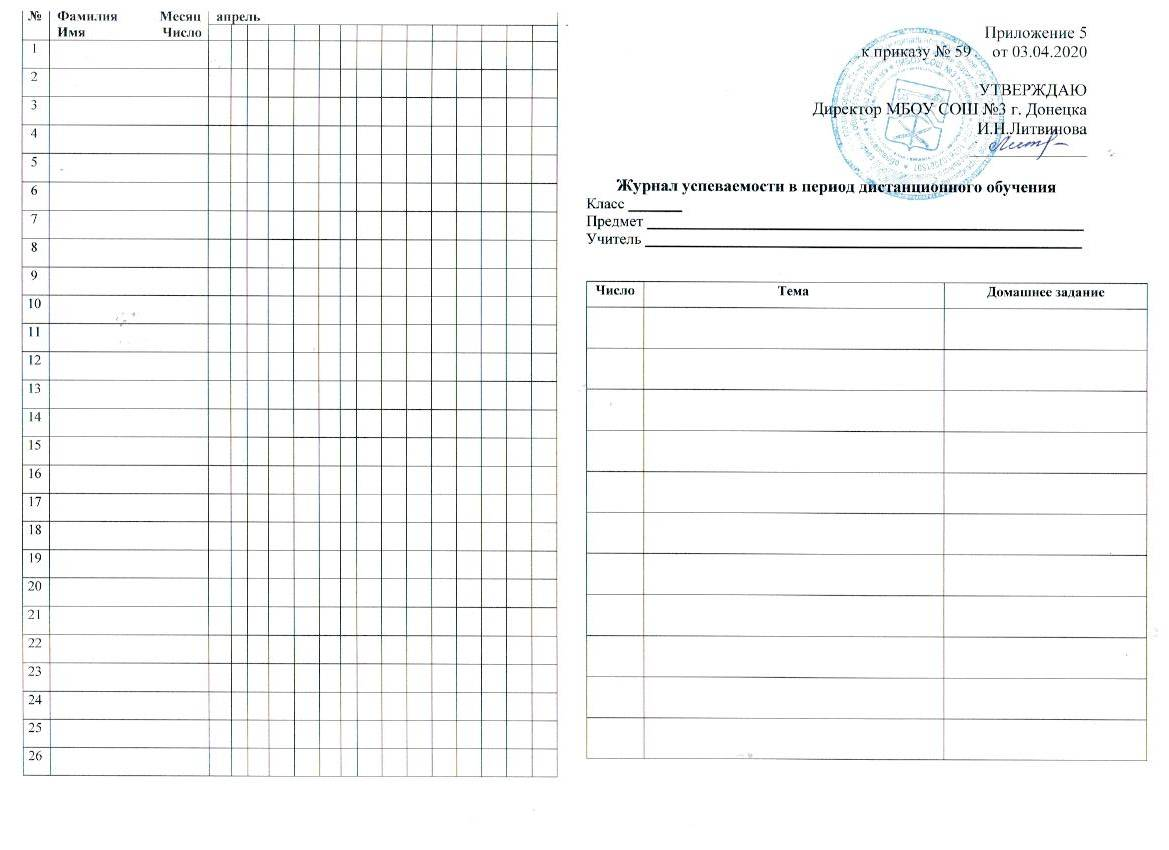 № Фамилия Месяц апрель
Имя Число
1
2
3
4
5
6
7
8
9
10
11
12
13
14
15
16
17
18
19
20
21
22
23
24
25
26
Приложение 5
к приказу № 59 от 03.04.2020
УТВЕРЖДАЮ
Директор МБОУ СОШ №3 г. Донецка
И.Н.Литвинова
Журнал успеваемости в период дистанционного обучения
Класс
Предмет
Учитель
Число Тема Домашнее задание